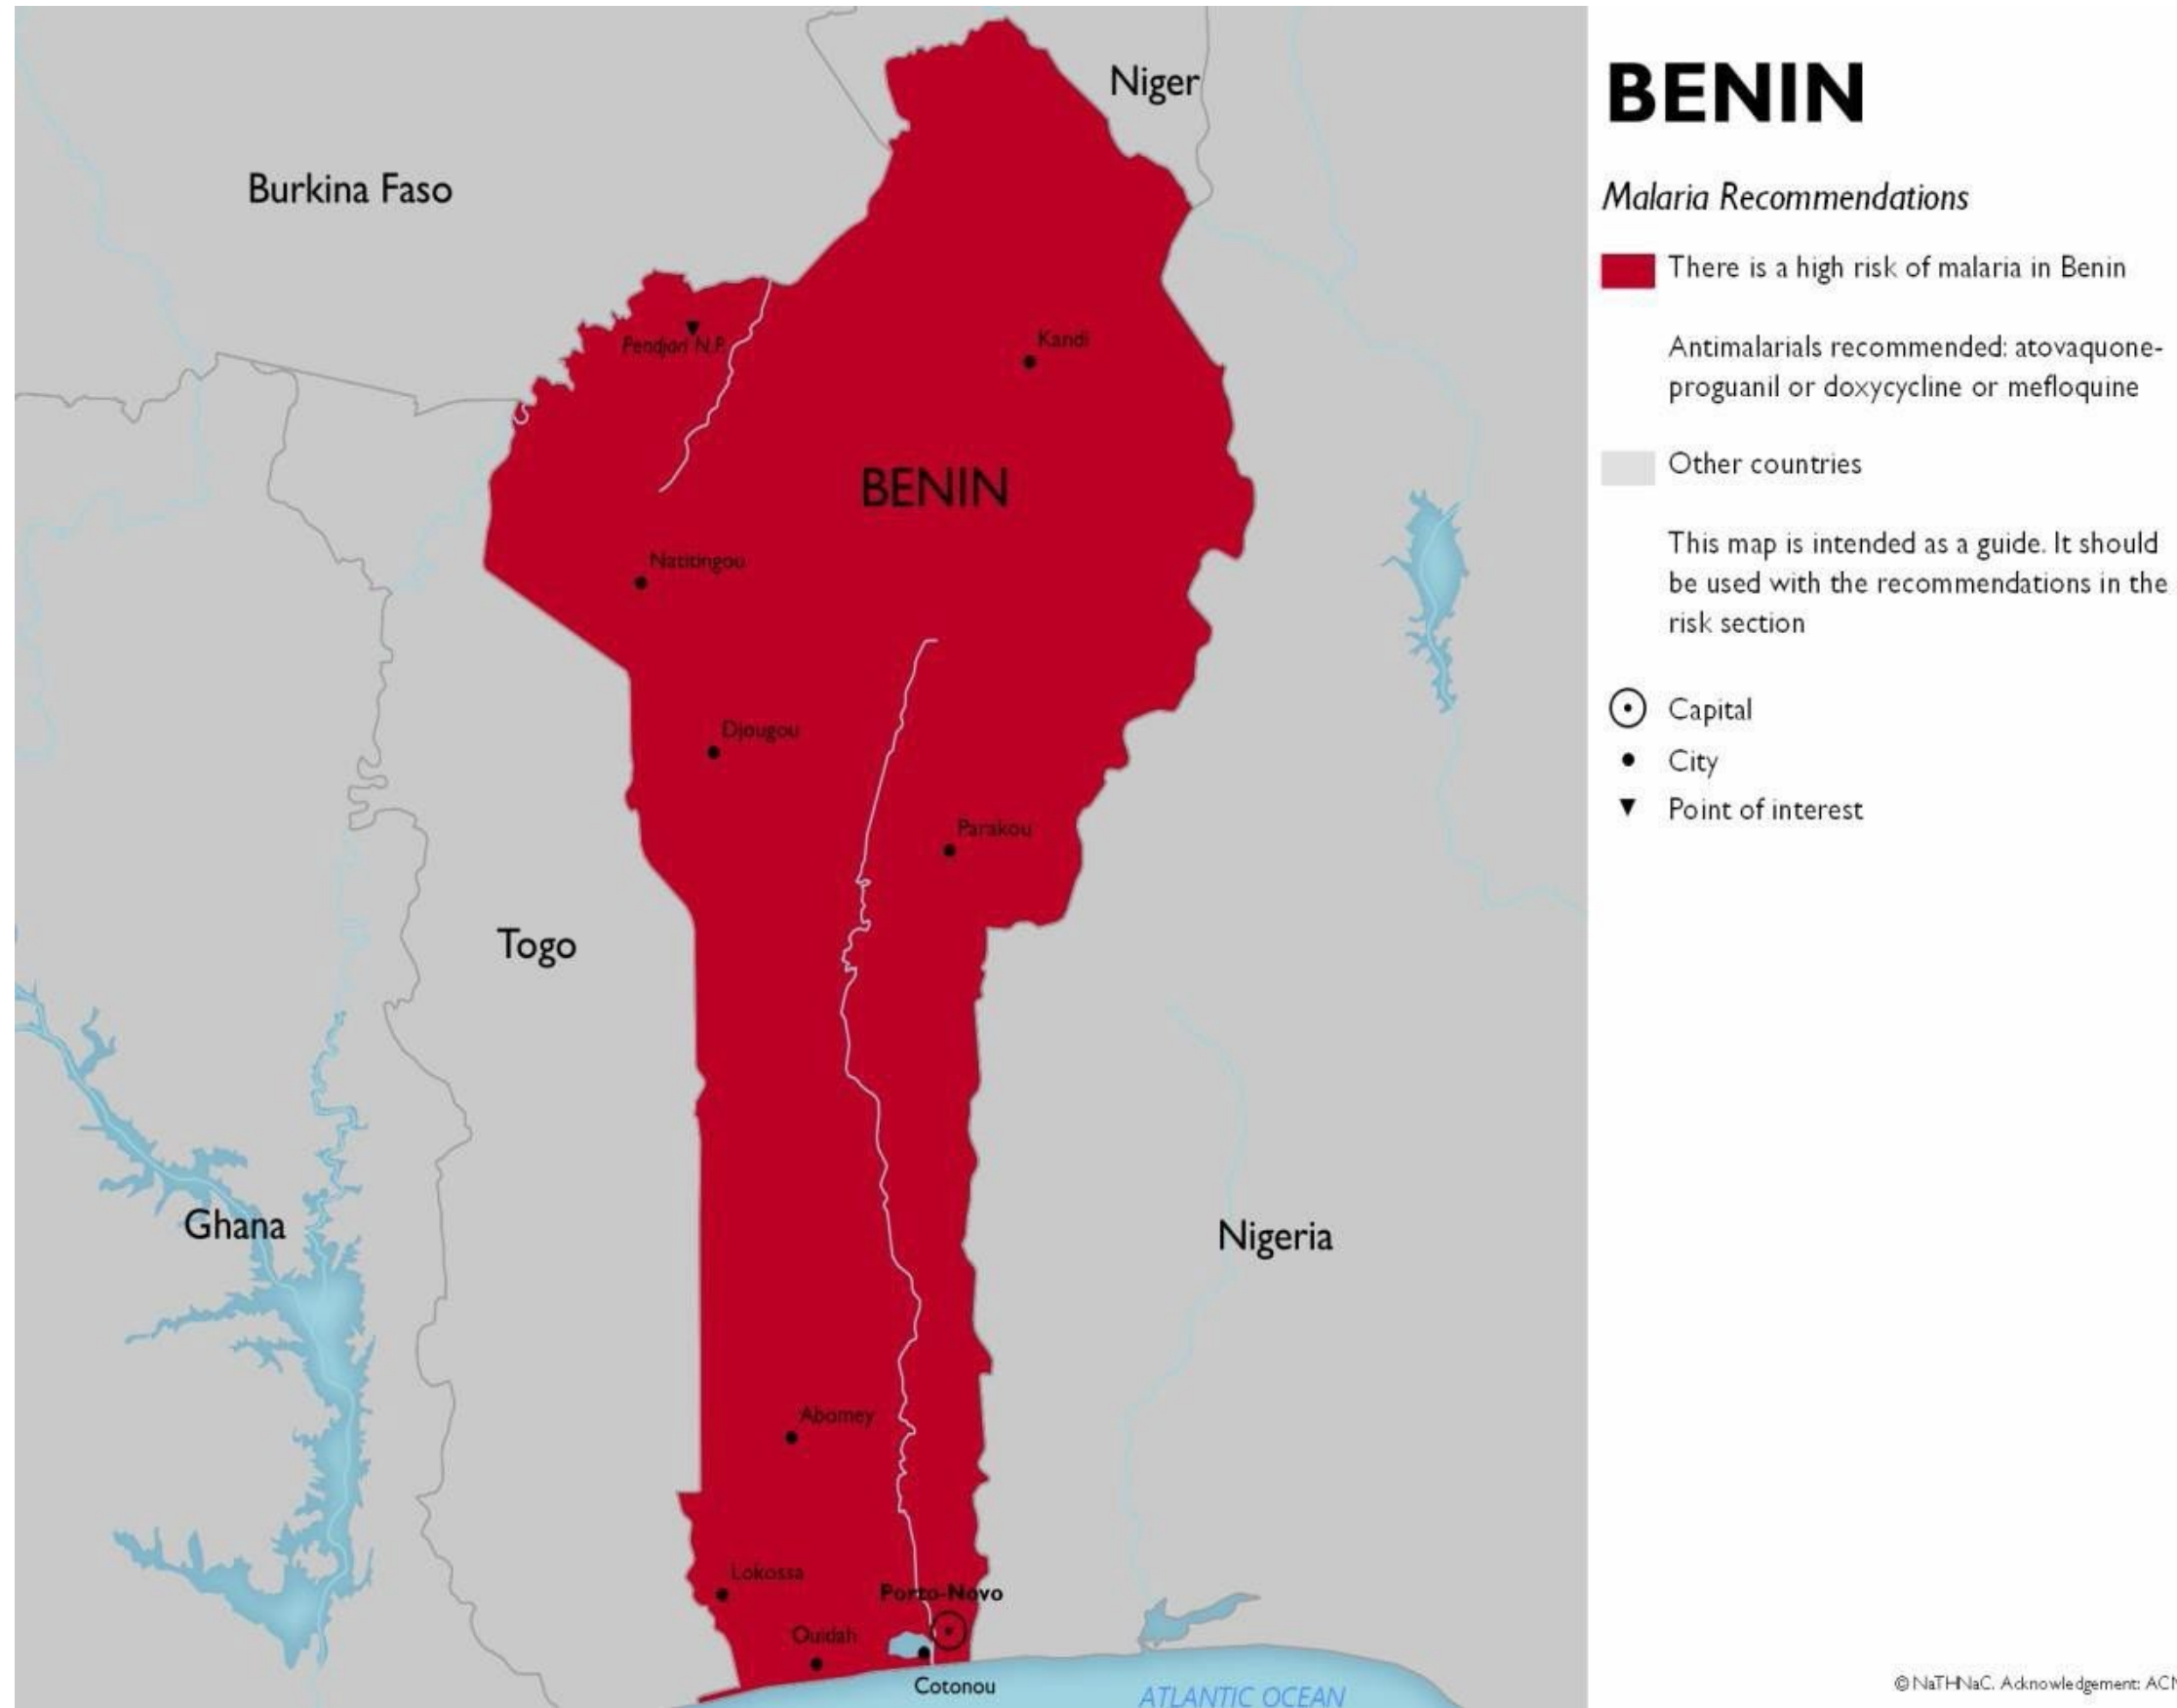 Niger
Burkina Faso
Pendjari N.P.
Kandi
BENIN
Natitingou
Djougou
Parakou
Togo
Ghana
Nigeria
Abomey
Lokossa
Porto-Novo
Ouidah
Cotonou
ATLANTIC OCEAN
BENIN
Malaria Recommendations
There is a high risk of malaria in Benin
Antimalarials recommended: atovaquone-
proguanil or doxycycline or mefloquine
Other countries
This map is intended as a guide. It should
be used with the recommendations in the
risk section
Capital
City
Point of interest
© NaTHNaC. Acknowledgement: